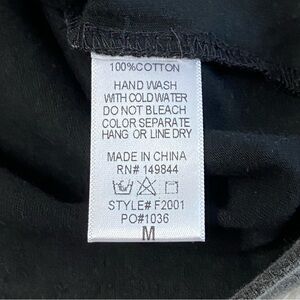 100%COTTON
HAND WASH
WITH COLD WATER
DO NOT BLEACH
COLOR SEPARATE
HANG OR LINE DRY
MADE IN CHINA
RN# 149844
STYLE# F2001
PO#1036
M